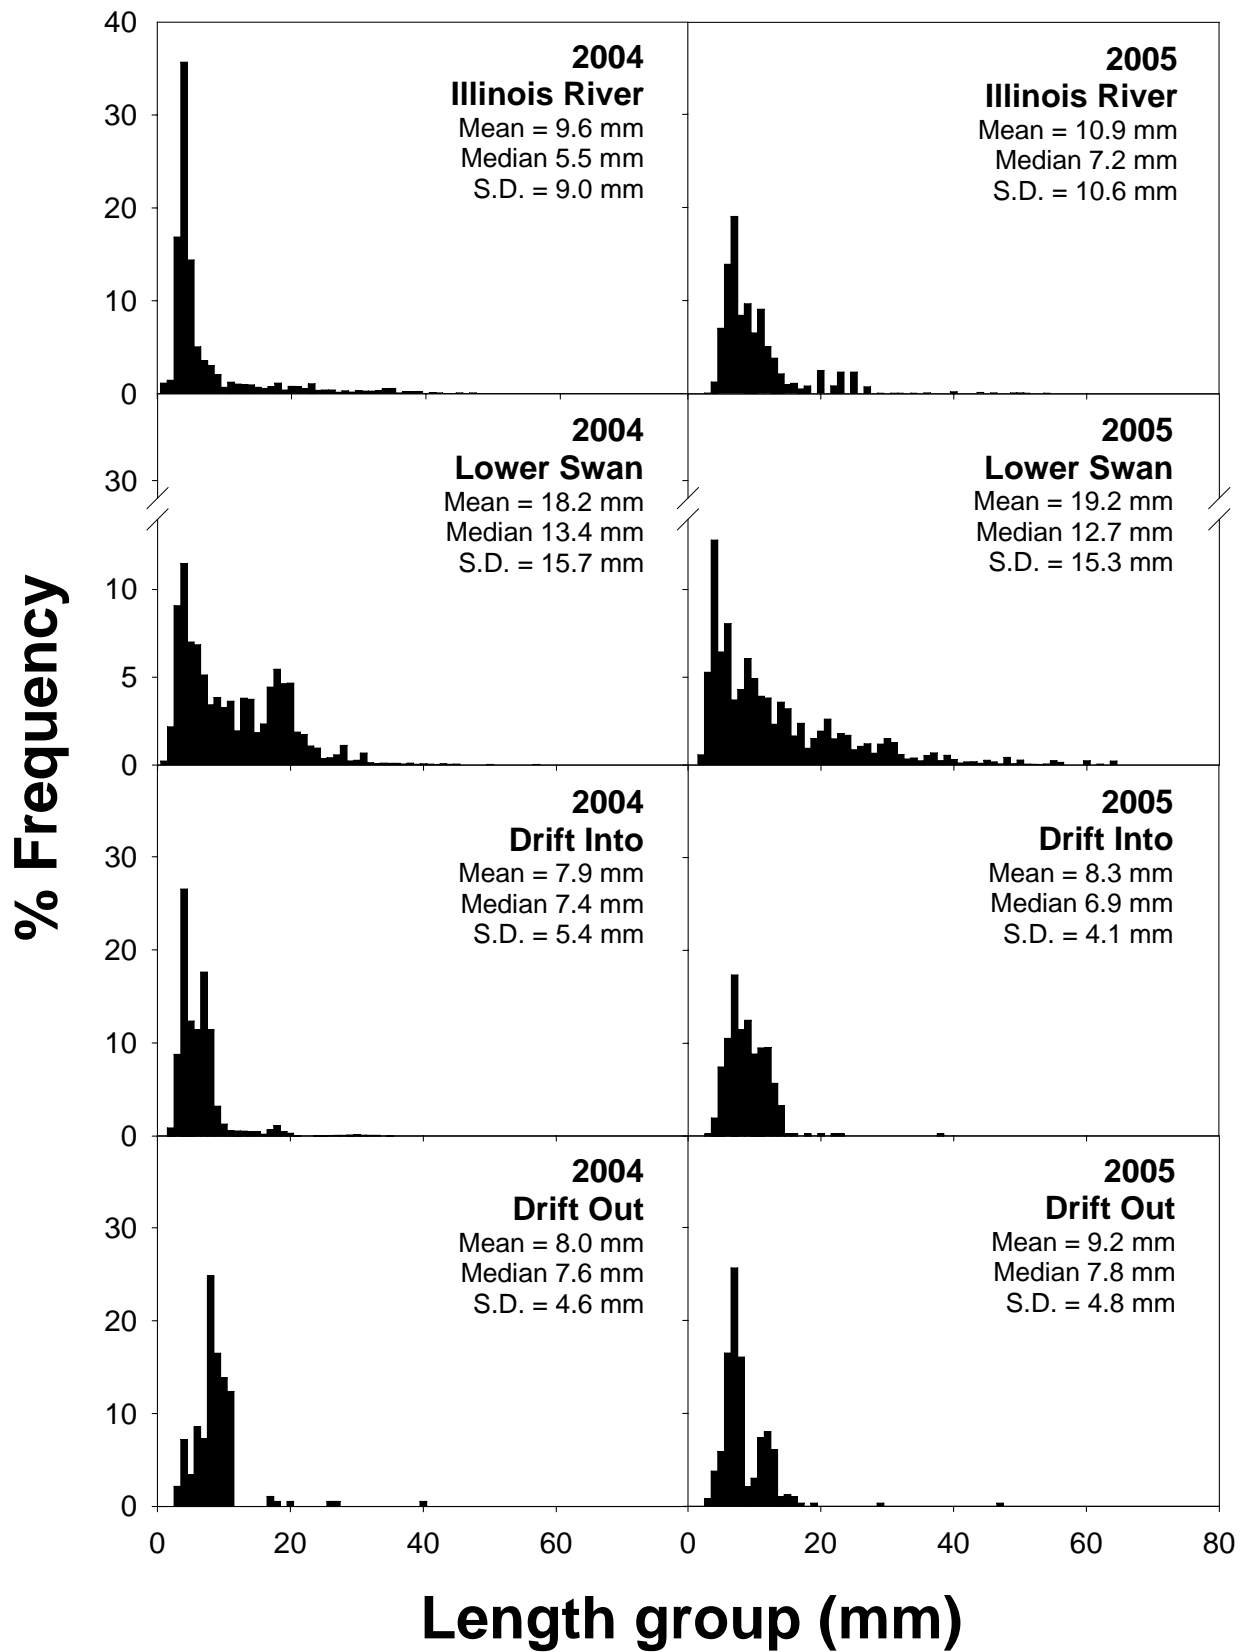 40
30
20
10
0
2004
Illinois River
Mean = 9.6 mm
Median 5.5 mm
S.D. = 9.0 mm
2005
Illinois River
Mean = 10.9 mm
Median 7.2 mm
S.D. = 10.6 mm
30
10
5
0
2004
Lower Swan
Mean = 18.2 mm
Median 13.4 mm
S.D. = 15.7 mm
2005
Lower Swan
Mean = 19.2 mm
Median 12.7 mm
S.D. = 15.3 mm
% Frequency
30
20
10
0
2004
Drift Into
Mean = 7.9 mm
Median 7.4 mm
S.D. = 5.4 mm
2005
Drift Into
Mean = 8.3 mm
Median 6.9 mm
S.D. = 4.1 mm
30
20
10
0
2004
Drift Out
Mean = 8.0 mm
Median 7.6 mm
S.D. = 4.6 mm
2005
Drift Out
Mean = 9.2 mm
Median 7.8 mm
S.D. = 4.8 mm
0 20 40 60 0 20 40 60 80
Length group (mm)